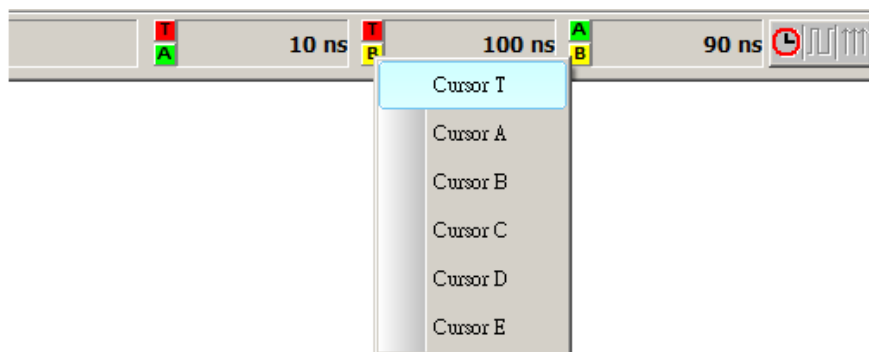 T A 10 ns T B 100 ns A B 90 ns
Cursor T
Cursor A
Cursor B
Cursor C
Cursor D
Cursor E